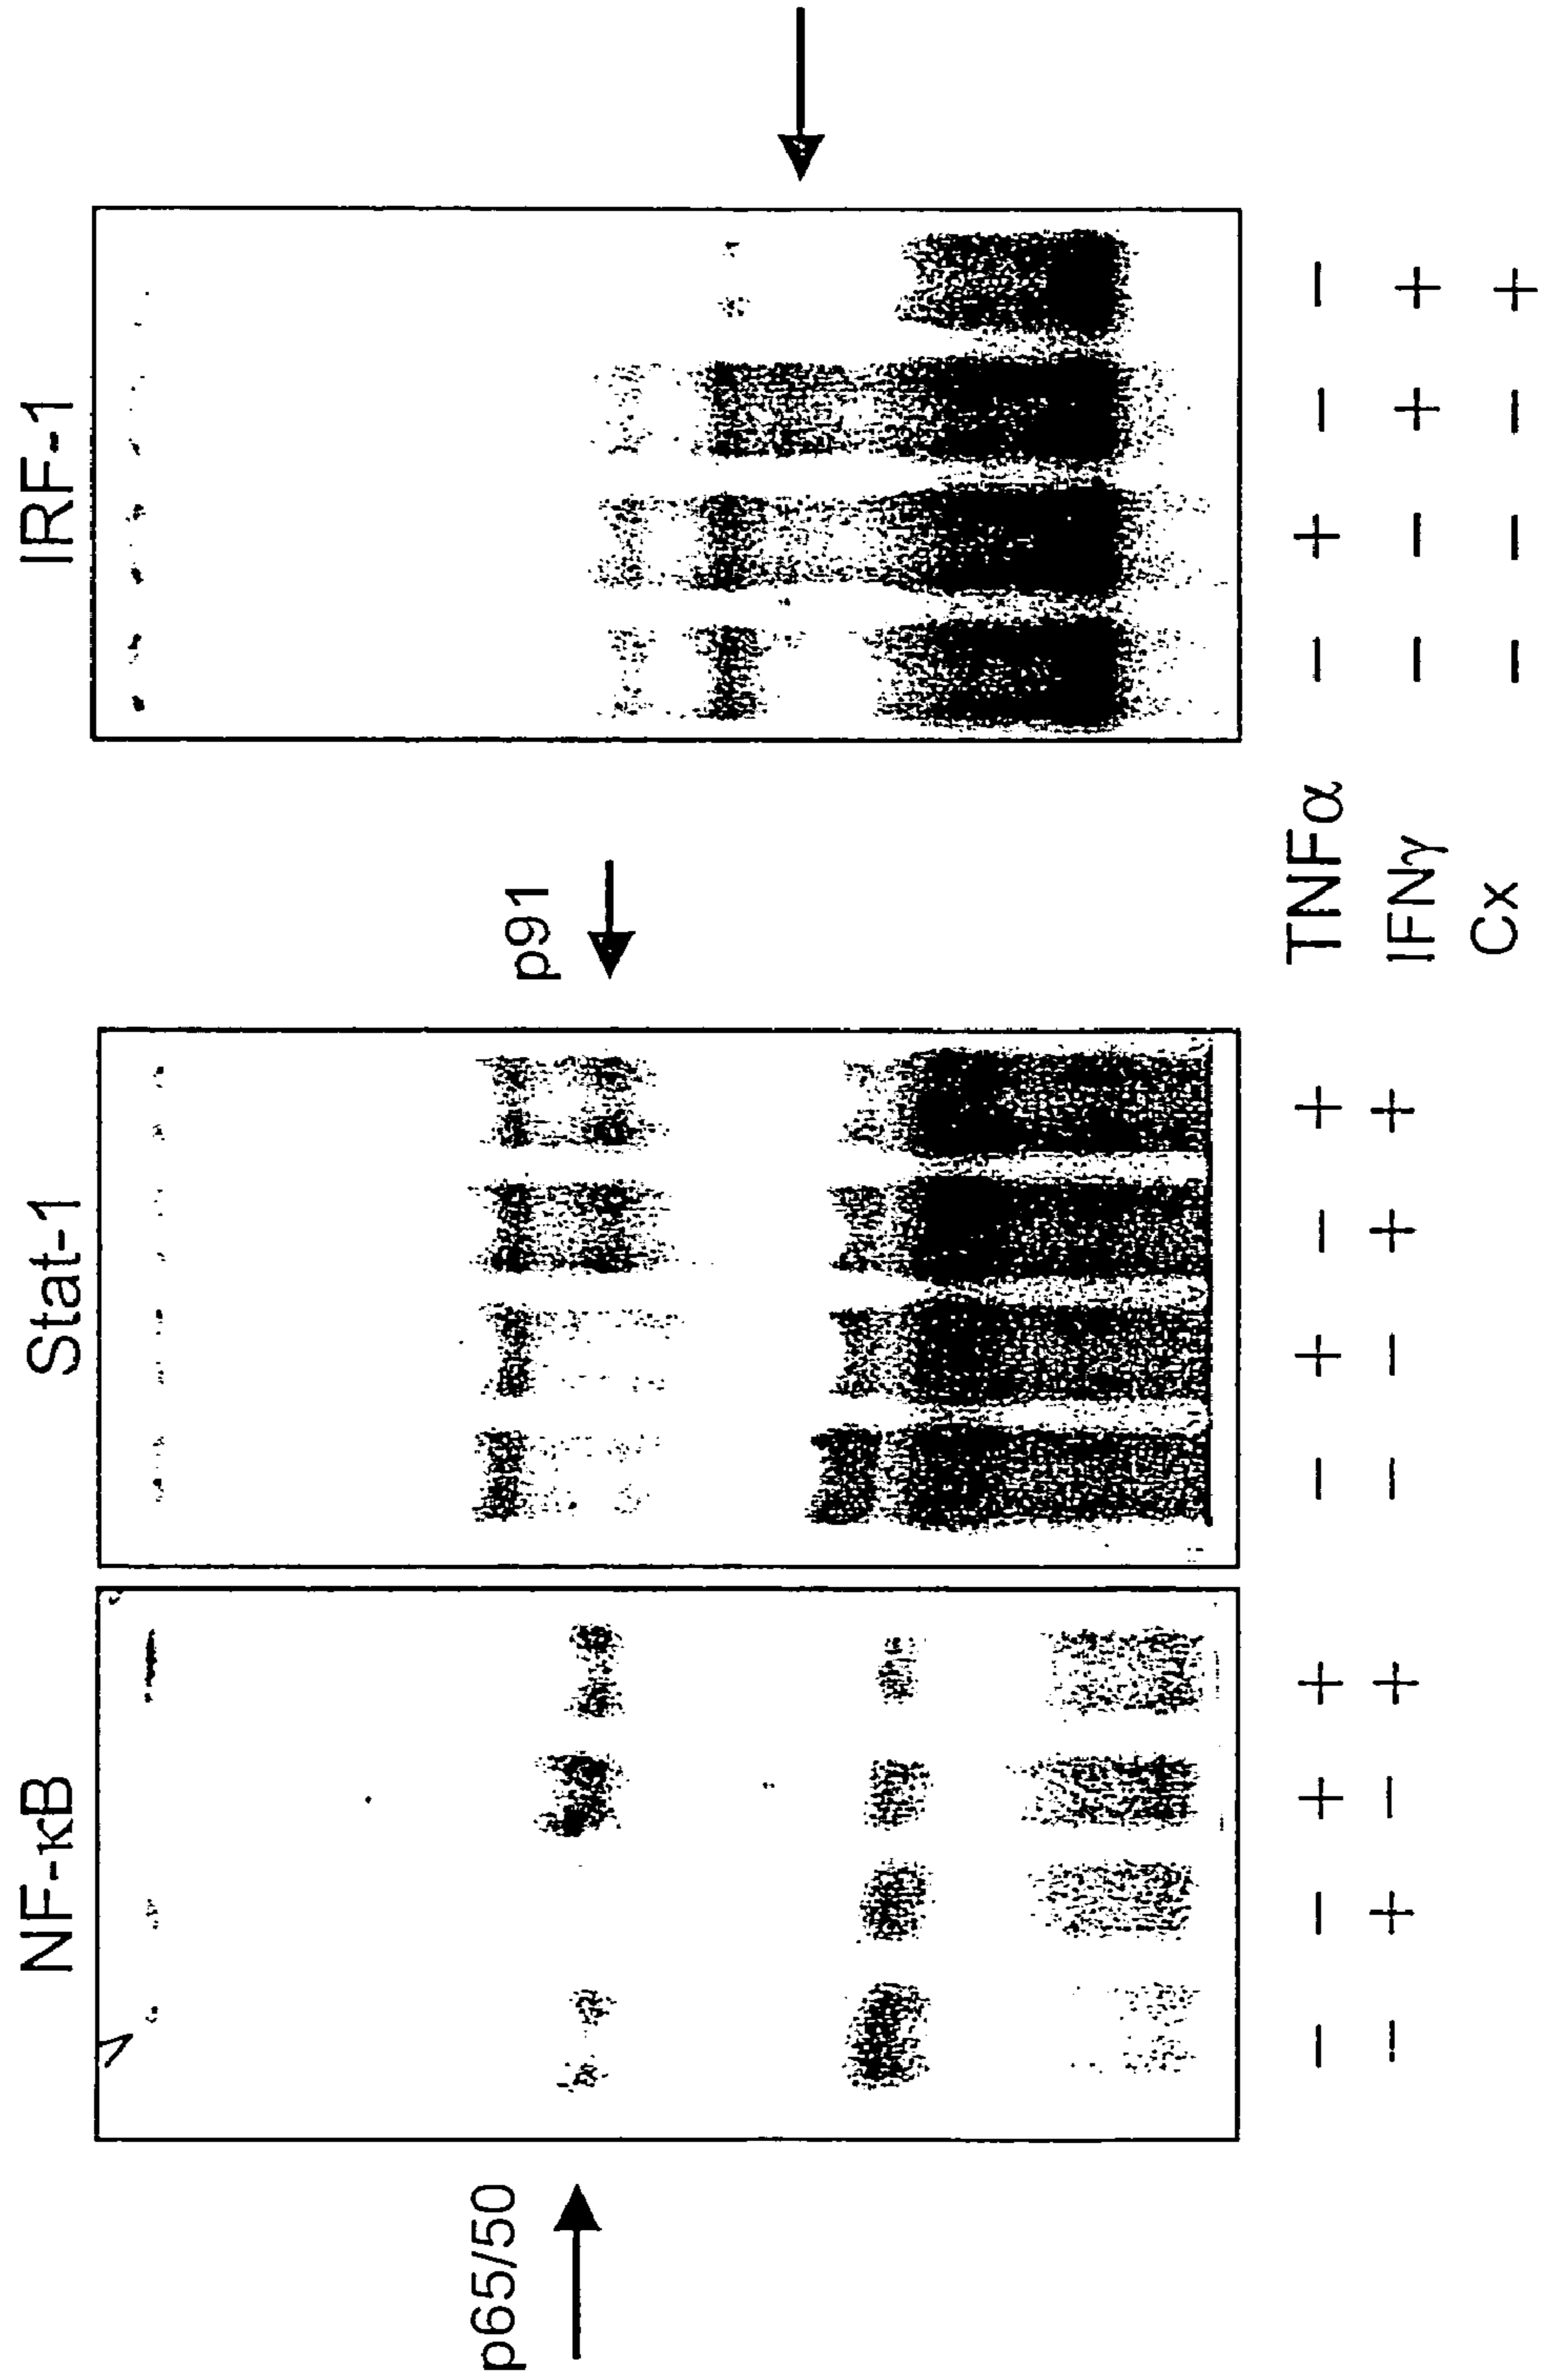 NF-κB Stat-1 IRF-1
p65/50
p91
− − + + − + − + TNFα − + − −
− + − + − − + + IFNγ − − + +
Cx − − − +